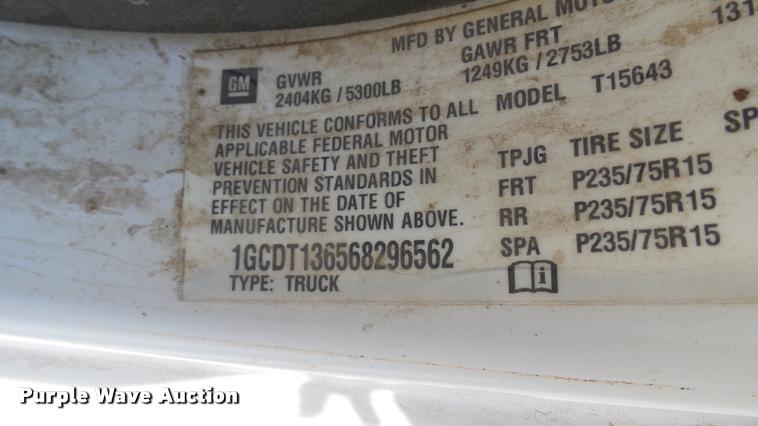 MFD BY GENERAL MOTOR
131
GM
GVWR
2404KG / 5300LB
GAWR FRT
1249KG / 2753LB
MODEL T15643
THIS VEHICLE CONFORMS TO ALL
APPLICABLE FEDERAL MOTOR
VEHICLE SAFETY AND THEFT
PREVENTION STANDARDS IN
EFFECT ON THE DATE OF
MANUFACTURE SHOWN ABOVE.
TPJG TIRE SIZE SP
FRT P235/75R15
RR P235/75R15
SPA P235/75R15
1GCDT136568296562
TYPE: TRUCK
i
Purple Wave Auction